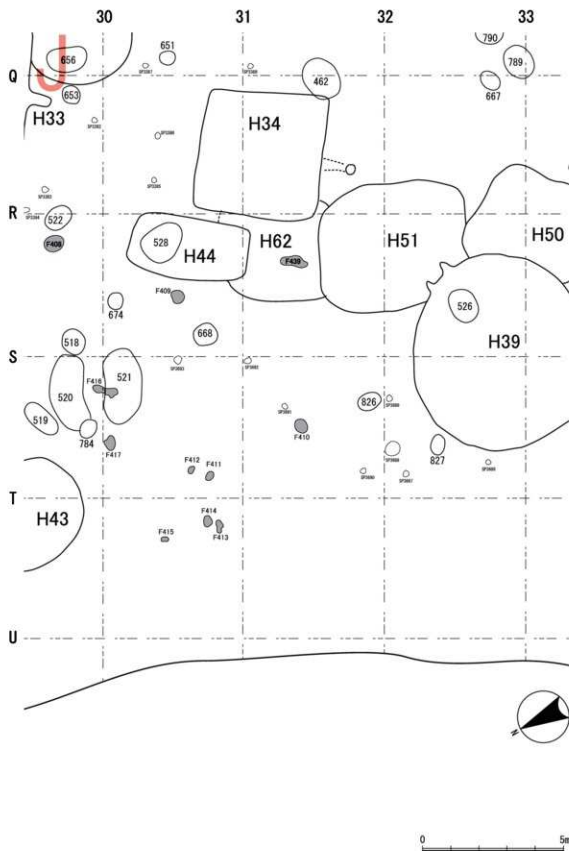 30 31 32 33
Q R S T U
656
651
790
789
653
462
667
H33
H34
522
F408
528
H44
H62
F439
H51
H50
526
H39
F409
674
668
518
520
521
F416
519
784
F417
826
F410
827
F412
F411
F414
F413
F415
H43
N
0 5m